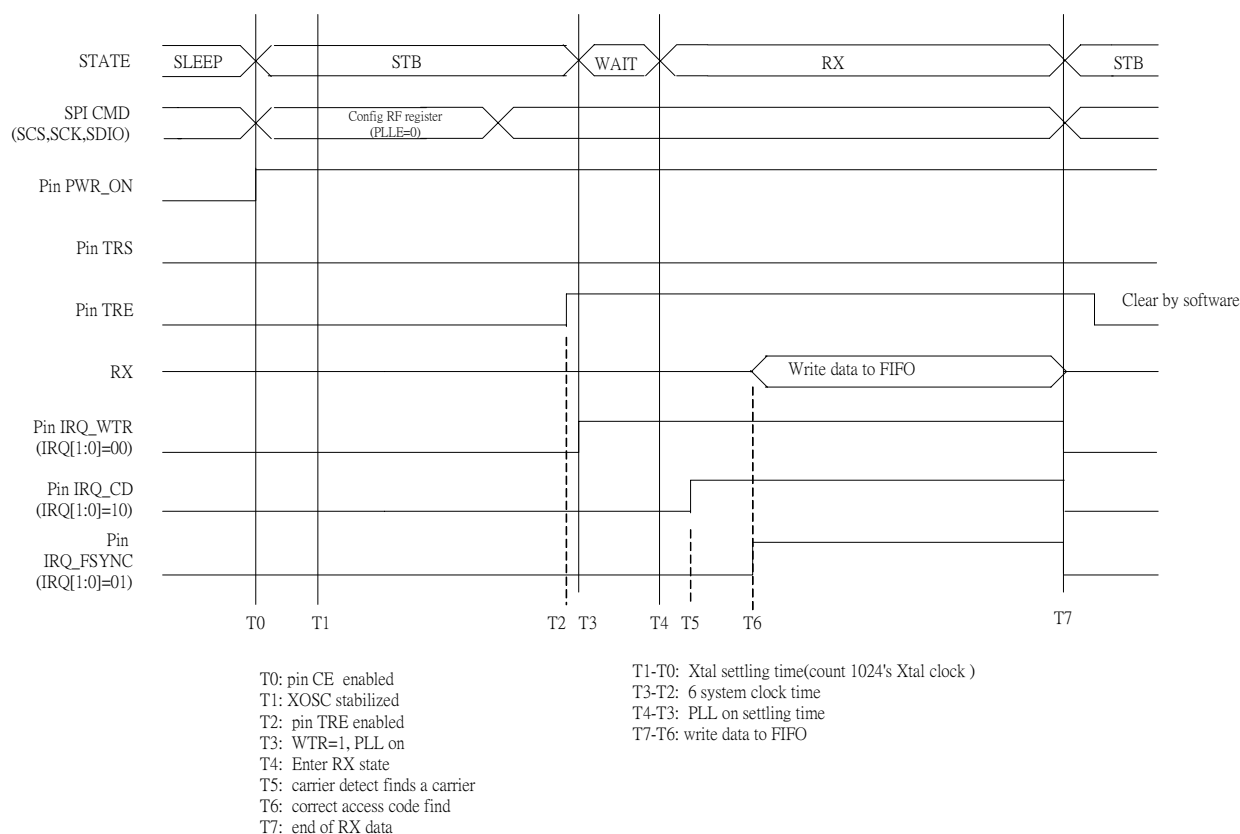 STATE
SLEEP
STB
WAIT
RX
STB
SPI CMD
(SCS,SCK,SDIO)
Config RF register
(PLLE=0)
Pin PWR_ON
Pin TRS
Pin TRE
Clear by software
RX
Write data to FIFO
Pin IRQ_WTR
(IRQ[1:0]=00)
Pin IRQ_CD
(IRQ[1:0]=10)
Pin
IRQ_FSYNC
(IRQ[1:0]=01)
T0
T1
T2
T3
T4
T5
T6
T7
T0: pin CE enabled
T1: XOSC stabilized
T2: pin TRE enabled
T3: WTR=1, PLL on
T4: Enter RX state
T5: carrier detect finds a carrier
T6: correct access code find
T7: end of RX data
T1-T0: Xtal settling time(count 1024's Xtal clock )
T3-T2: 6 system clock time
T4-T3: PLL on settling time
T7-T6: write data to FIFO